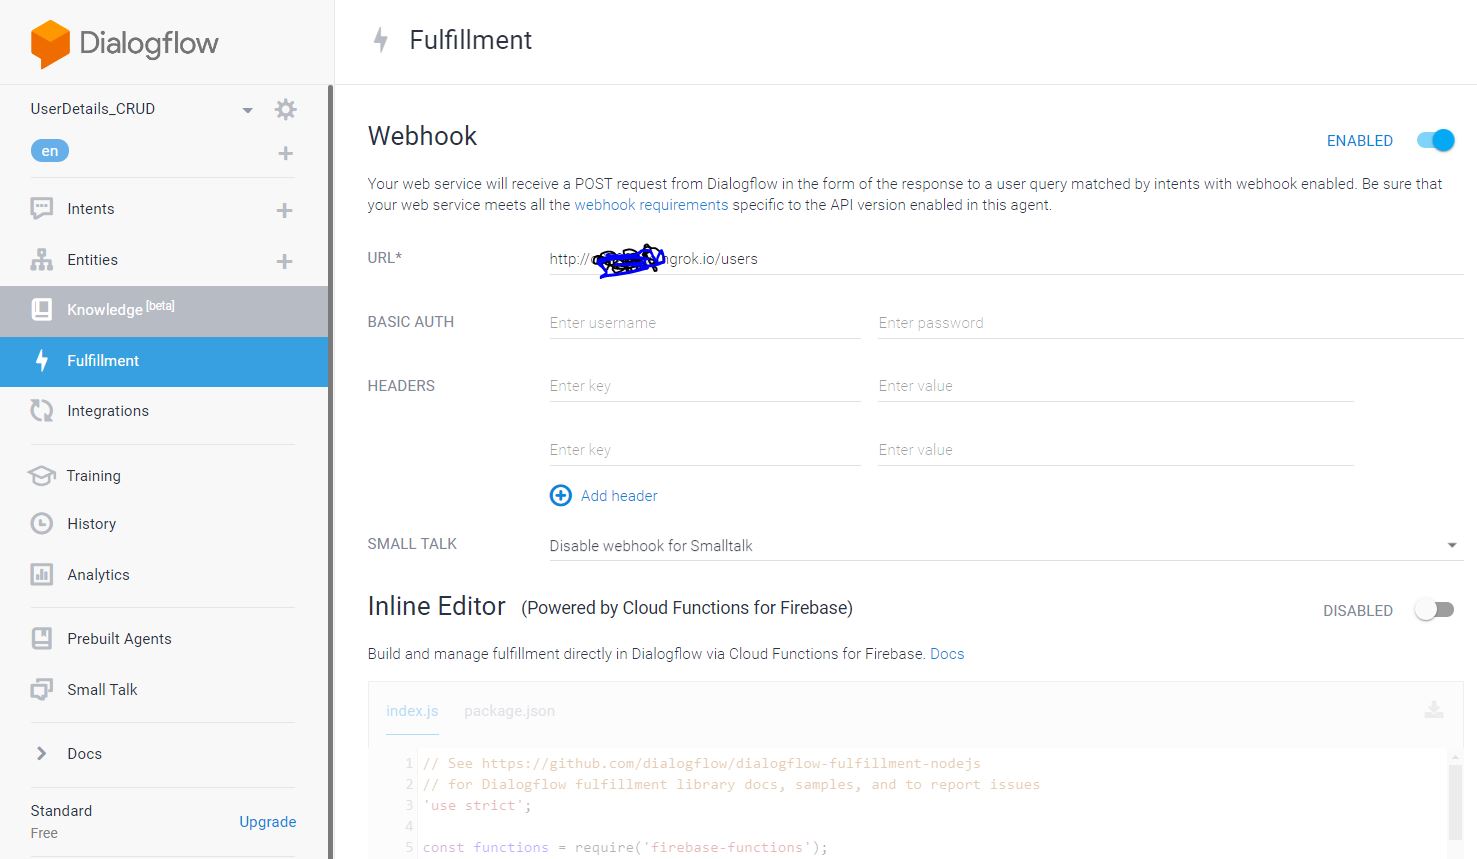 Dialogflow
Fulfillment
UserDetails_CRUD
en
Intents
Entities
Knowledge [beta]
Fulfillment
Integrations
Training
History
Analytics
Prebuilt Agents
Small Talk
Docs
Standard
Free
Upgrade
Webhook
ENABLED
Your web service will receive a POST request from Dialogflow in the form of the response to a user query matched by intents with webhook enabled. Be sure that
your web service meets all the webhook requirements specific to the API version enabled in this agent.
URL*
http:// ngrok.io/users
BASIC AUTH
Enter username
Enter password
HEADERS
Enter key
Enter value
Enter key
Enter value
Add header
SMALL TALK
Disable webhook for Smalltalk
Inline Editor (Powered by Cloud Functions for Firebase)
DISABLED
Build and manage fulfillment directly in Dialogflow via Cloud Functions for Firebase. Docs
index.js
package.json
1 // See https://github.com/dialogflow/dialogflow-fulfillment-nodejs
2 // for Dialogflow fulfillment library docs, samples, and to report issues
3 'use strict';
4
5 const functions = require('firebase-functions');